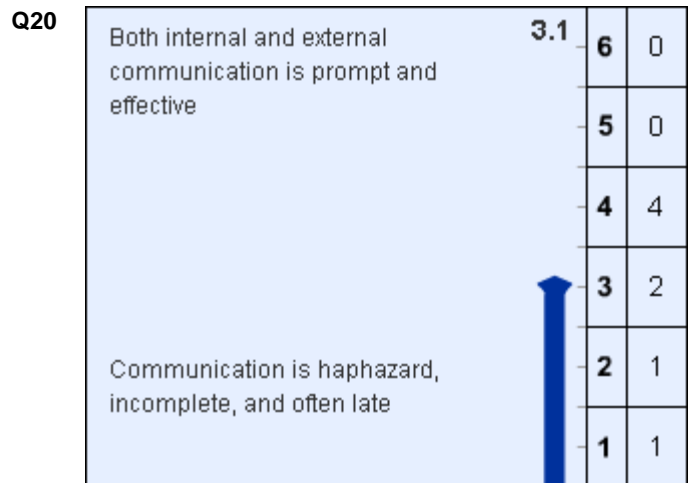 Q20
Both internal and external 3.1 6 0
communication is prompt and
effective
5 0
4 4
3 2
Communication is haphazard, 2 1
incomplete, and often late
1 1